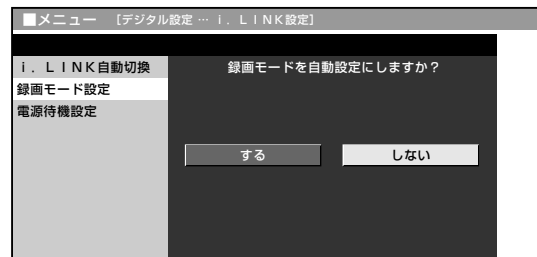 ■メニュー [デジタル設定 … i. LINK設定]
i. LINK自動切換
録画モード設定
電源待機設定
録画モードを自動設定にしますか?
する しない